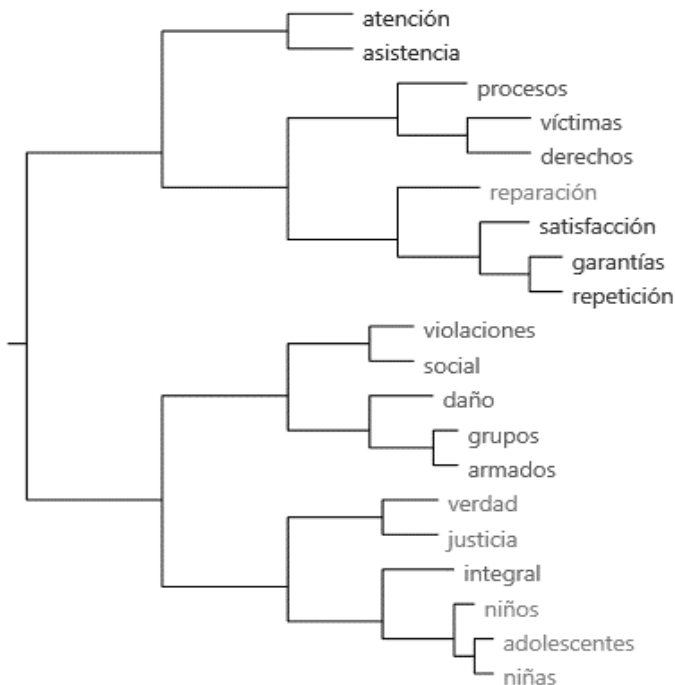 atención
asistencia
procesos
víctimas
derechos
reparación
satisfacción
garantías
repetición
violaciones
social
daño
grupos
armados
verdad
justicia
integral
niños
adolescentes
niñas